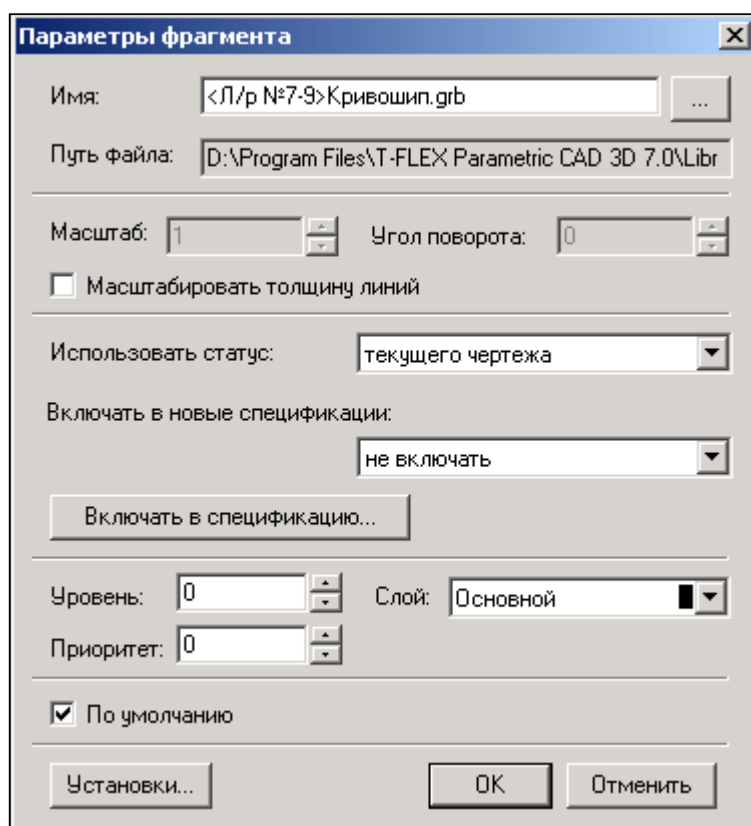 Параметры фрагмента
Имя: <Л/р №7-9>Кривошип.grb ...
Путь файла: D:\Program Files\T-FLEX Parametric CAD 3D 7.0\Libr
Масштаб: 1 Угол поворота: 0
Масштабировать толщину линий
Использовать статус: текущего чертежа
Включать в новые спецификации:
не включать
Включать в спецификацию...
Уровень: 0 Слой: Основной
Приоритет: 0
По умолчанию
Установки... OK Отменить